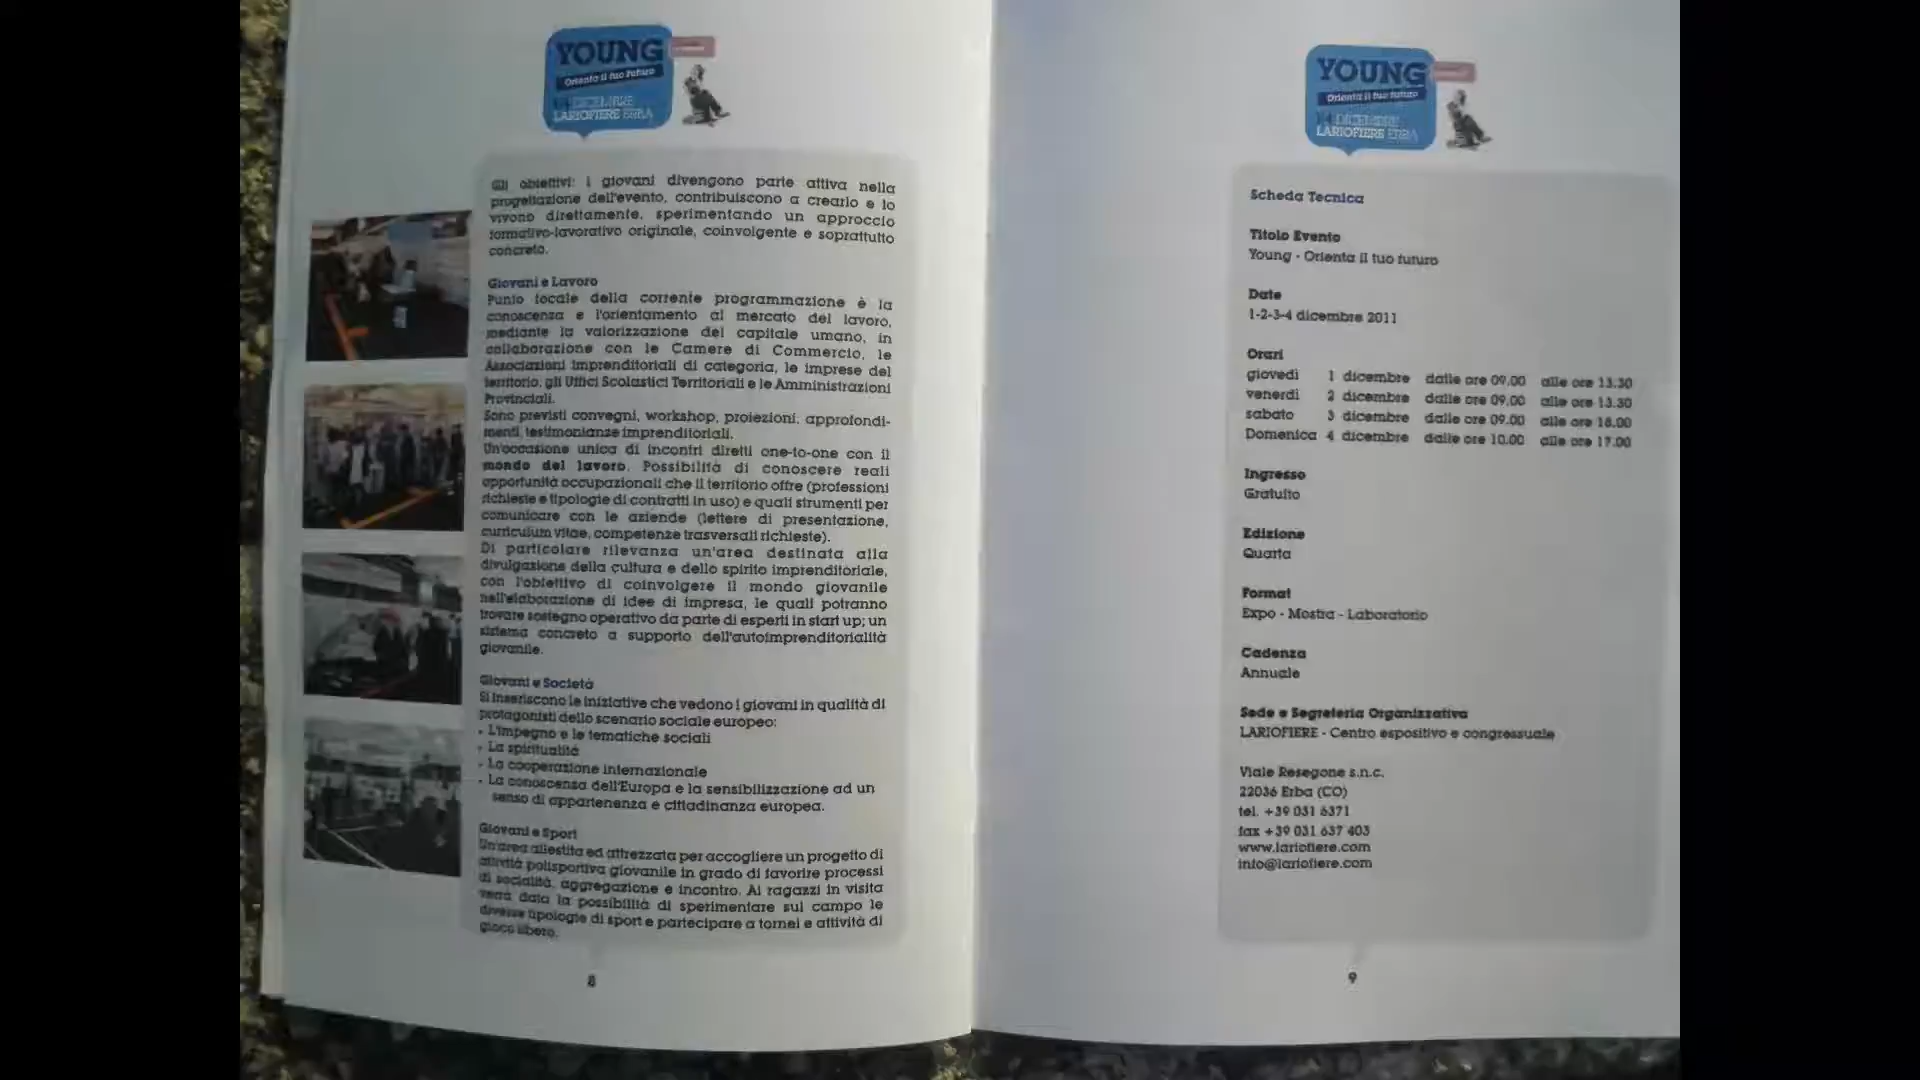 YOUNG
Orienta il tuo futuro
1-4 DICEMBRE
LARIOFIERE ERBA
Gli obiettivi: i giovani divengono parte attiva nella
progettazione dell'evento, contribuiscono a crearlo e lo
vivono direttamente, sperimentando un approccio
formativo-lavorativo originale, coinvolgente e soprattutto
concreto.
Giovani e Lavoro
Punto focale della corrente programmazione è la
conoscenza e l'orientamento al mercato del lavoro,
mediante la valorizzazione del capitale umano, in
collaborazione con le Camere di Commercio, le
Associazioni imprenditoriali di categoria, le imprese del
territorio, gli Uffici Scolastici Territoriali e le Amministrazioni
Provinciali.
Sono previsti convegni, workshop, proiezioni, approfondi-
menti, testimonianze imprenditoriali.
Un'occasione unica di incontri diretti one-to-one con il
mondo del lavoro. Possibilità di conoscere reali
opportunità occupazionali che il territorio offre (professioni
richieste e tipologie di contratti in uso) e quali strumenti per
comunicare con le aziende (lettere di presentazione,
curriculum vitae, competenze trasversali richieste).
Di particolare rilevanza un'area destinata alla
divulgazione della cultura e dello spirito imprenditoriale,
con l'obiettivo di coinvolgere il mondo giovanile
nell'elaborazione di idee di impresa, le quali potranno
trovare sostegno operativo da parte di esperti in start up; un
sistema concreto a supporto dell'autoimprenditorialità
giovanile.
Giovani e Società
Si inseriscono le iniziative che vedono i giovani in qualità di
protagonisti dello scenario sociale europeo:
- L'impegno e le tematiche sociali
- La spiritualità
- La cooperazione internazionale
- La conoscenza dell'Europa e la sensibilizzazione ad un
senso di appartenenza e cittadinanza europea.
Giovani e Sport
Un'area allestita ed attrezzata per accogliere un progetto di
attività polisportiva giovanile in grado di favorire processi
di socialità, aggregazione e incontro. Ai ragazzi in visita
verrà data la possibilità di sperimentare sul campo le
diverse tipologie di sport e partecipare a tornei e attività di
gioco libero.
8
YOUNG
Orienta il tuo futuro
1-4 DICEMBRE
LARIOFIERE ERBA
Scheda Tecnica
Titolo Evento
Young - Orienta il tuo futuro
Date
1-2-3-4 dicembre 2011
Orari
giovedì 1 dicembre dalle ore 09.00 alle ore 13.30
venerdì 2 dicembre dalle ore 09.00 alle ore 13.30
sabato 3 dicembre dalle ore 09.00 alle ore 18.00
Domenica 4 dicembre dalle ore 10.00 alle ore 17.00
Ingresso
Gratuito
Edizione
Quarta
Format
Expo - Mostra - Laboratorio
Cadenza
Annuale
Sede e Segreteria Organizzativa
LARIOFIERE - Centro espositivo e congressuale
Viale Resegone s.n.c.
22036 Erba (CO)
tel. +39 031 6371
fax +39 031 637 403
www.lariofiere.com
info@lariofiere.com
9